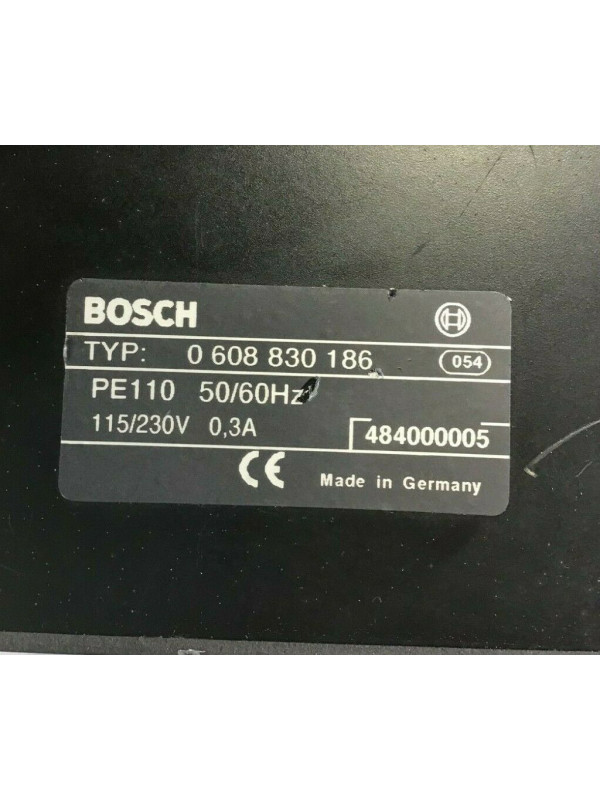 BOSCH
TYP: 0 608 830 186 054
PE110 50/60Hz
115/230V 0,3A 484000005
CE Made in Germany